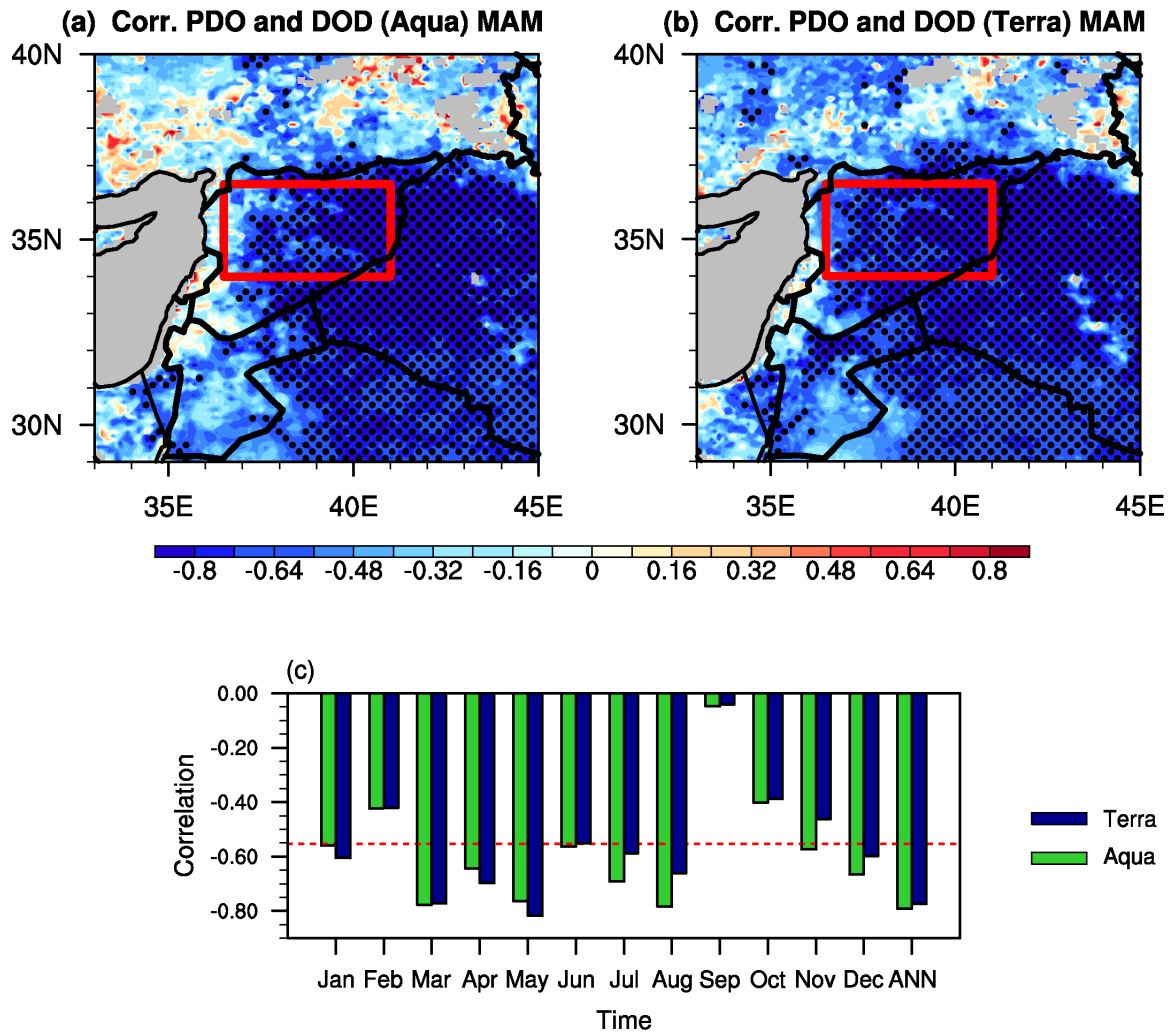 (a) Corr. PDO and DOD (Aqua) MAM
(b) Corr. PDO and DOD (Terra) MAM
40N
35N
30N
35E 40E 45E
40N
35N
30N
35E 40E 45E
-0.8 -0.64 -0.48 -0.32 -0.16 0 0.16 0.32 0.48 0.64 0.8
(c)
0.00
-0.20
-0.40
-0.60
-0.80
Correlation
Jan Feb Mar Apr May Jun Jul Aug Sep Oct Nov Dec ANN
Time
Terra
Aqua